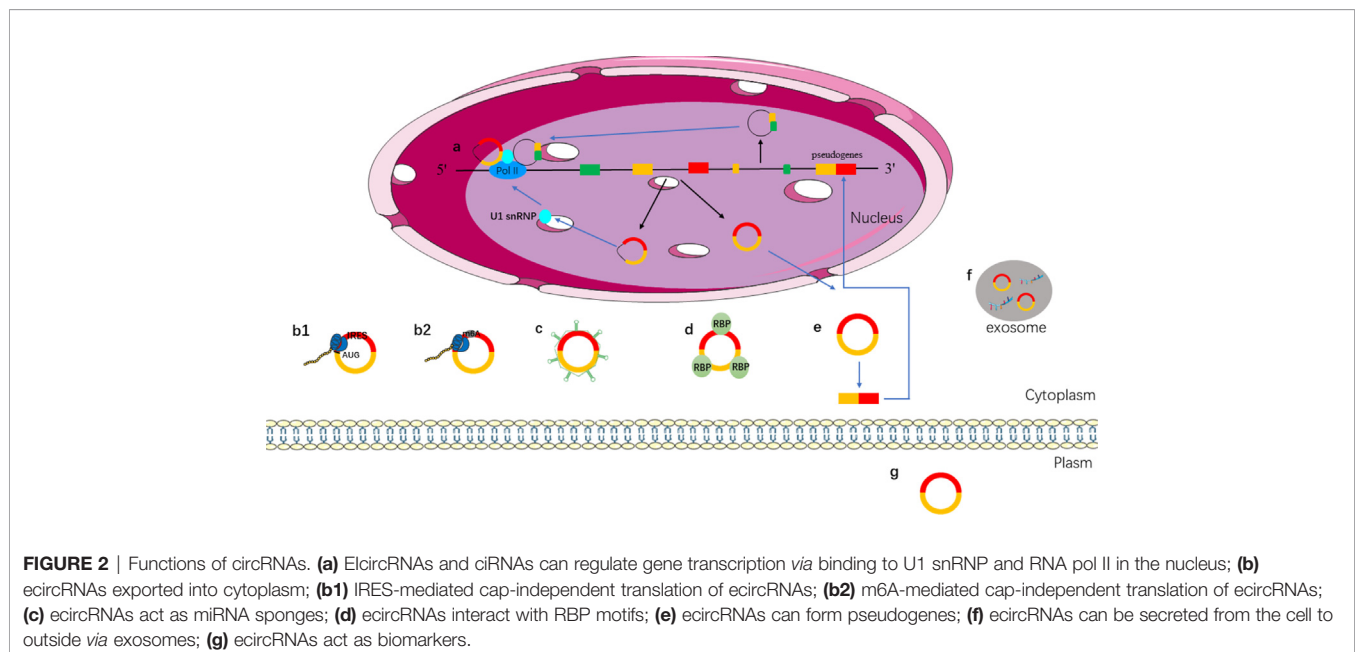 a
pseudogenes
5'
Pol II
3'
U1 snRNP
Nucleus
f
exosome
b1
IRES
AUG
b2
m6A
c
d
RBP
RBP
RBP
e
Cytoplasm
Plasm
g
FIGURE 2 | Functions of circRNAs. (a) ElcircRNAs and ciRNAs can regulate gene transcription via binding to U1 snRNP and RNA pol II in the nucleus; (b)
ecircRNAs exported into cytoplasm; (b1) IRES-mediated cap-independent translation of ecircRNAs; (b2) m6A-mediated cap-independent translation of ecircRNAs;
(c) ecircRNAs act as miRNA sponges; (d) ecircRNAs interact with RBP motifs; (e) ecircRNAs can form pseudogenes; (f) ecircRNAs can be secreted from the cell to
outside via exosomes; (g) ecircRNAs act as biomarkers.